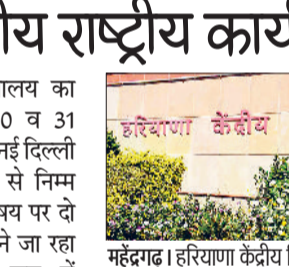 ीय राष्ट्रीय कार्य
ालय का
0 व 31
नई दिल्ली
से निम्म
षय पर दो
ने जा रहा
हरियाणा केंद्रीय
महेंद्रगढ़। हरियाणा केंद्रीय